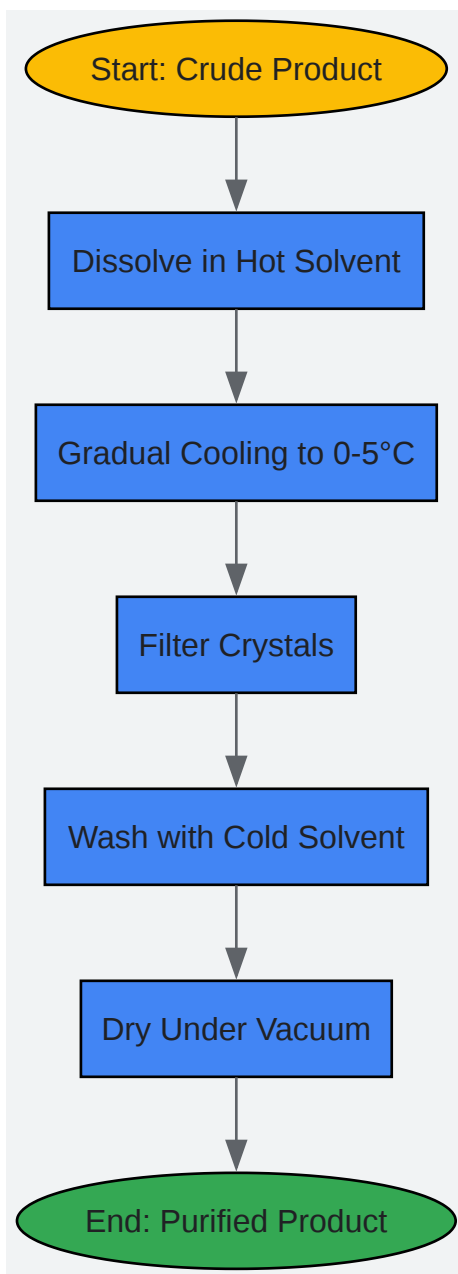 Start: Crude Product
Dissolve in Hot Solvent
Gradual Cooling to 0-5°C
Filter Crystals
Wash with Cold Solvent
Dry Under Vacuum
End: Purified Product